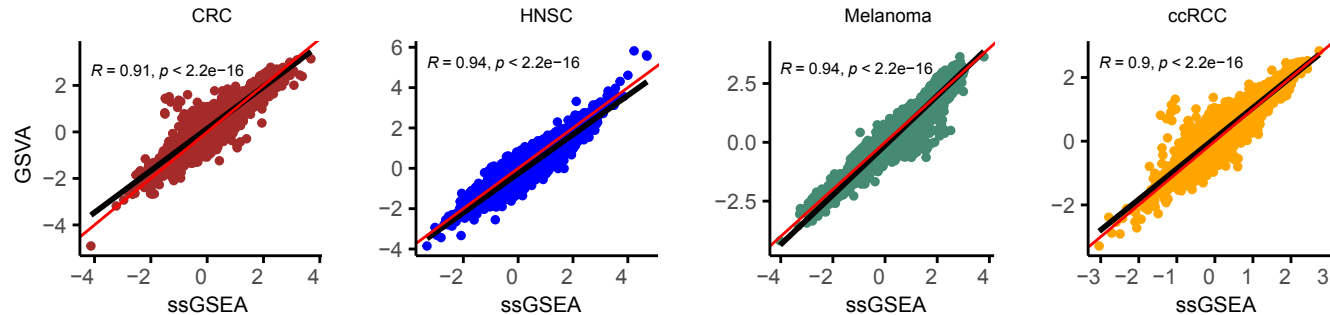 CRC
HNSC
Melanoma
ccRCC
R = 0.91, p < 2.2e−16
R = 0.94, p < 2.2e−16
R = 0.94, p < 2.2e−16
R = 0.9, p < 2.2e−16
GSVA
2
0
−2
−4
6
4
2
0
−2
−4
2.5
0.0
−2.5
2
0
−2
−4 −2 0 2 4
−2 0 2 4
−4 −2 0 2 4
−3 −2 −1 0 1 2 3
ssGSEA
ssGSEA
ssGSEA
ssGSEA